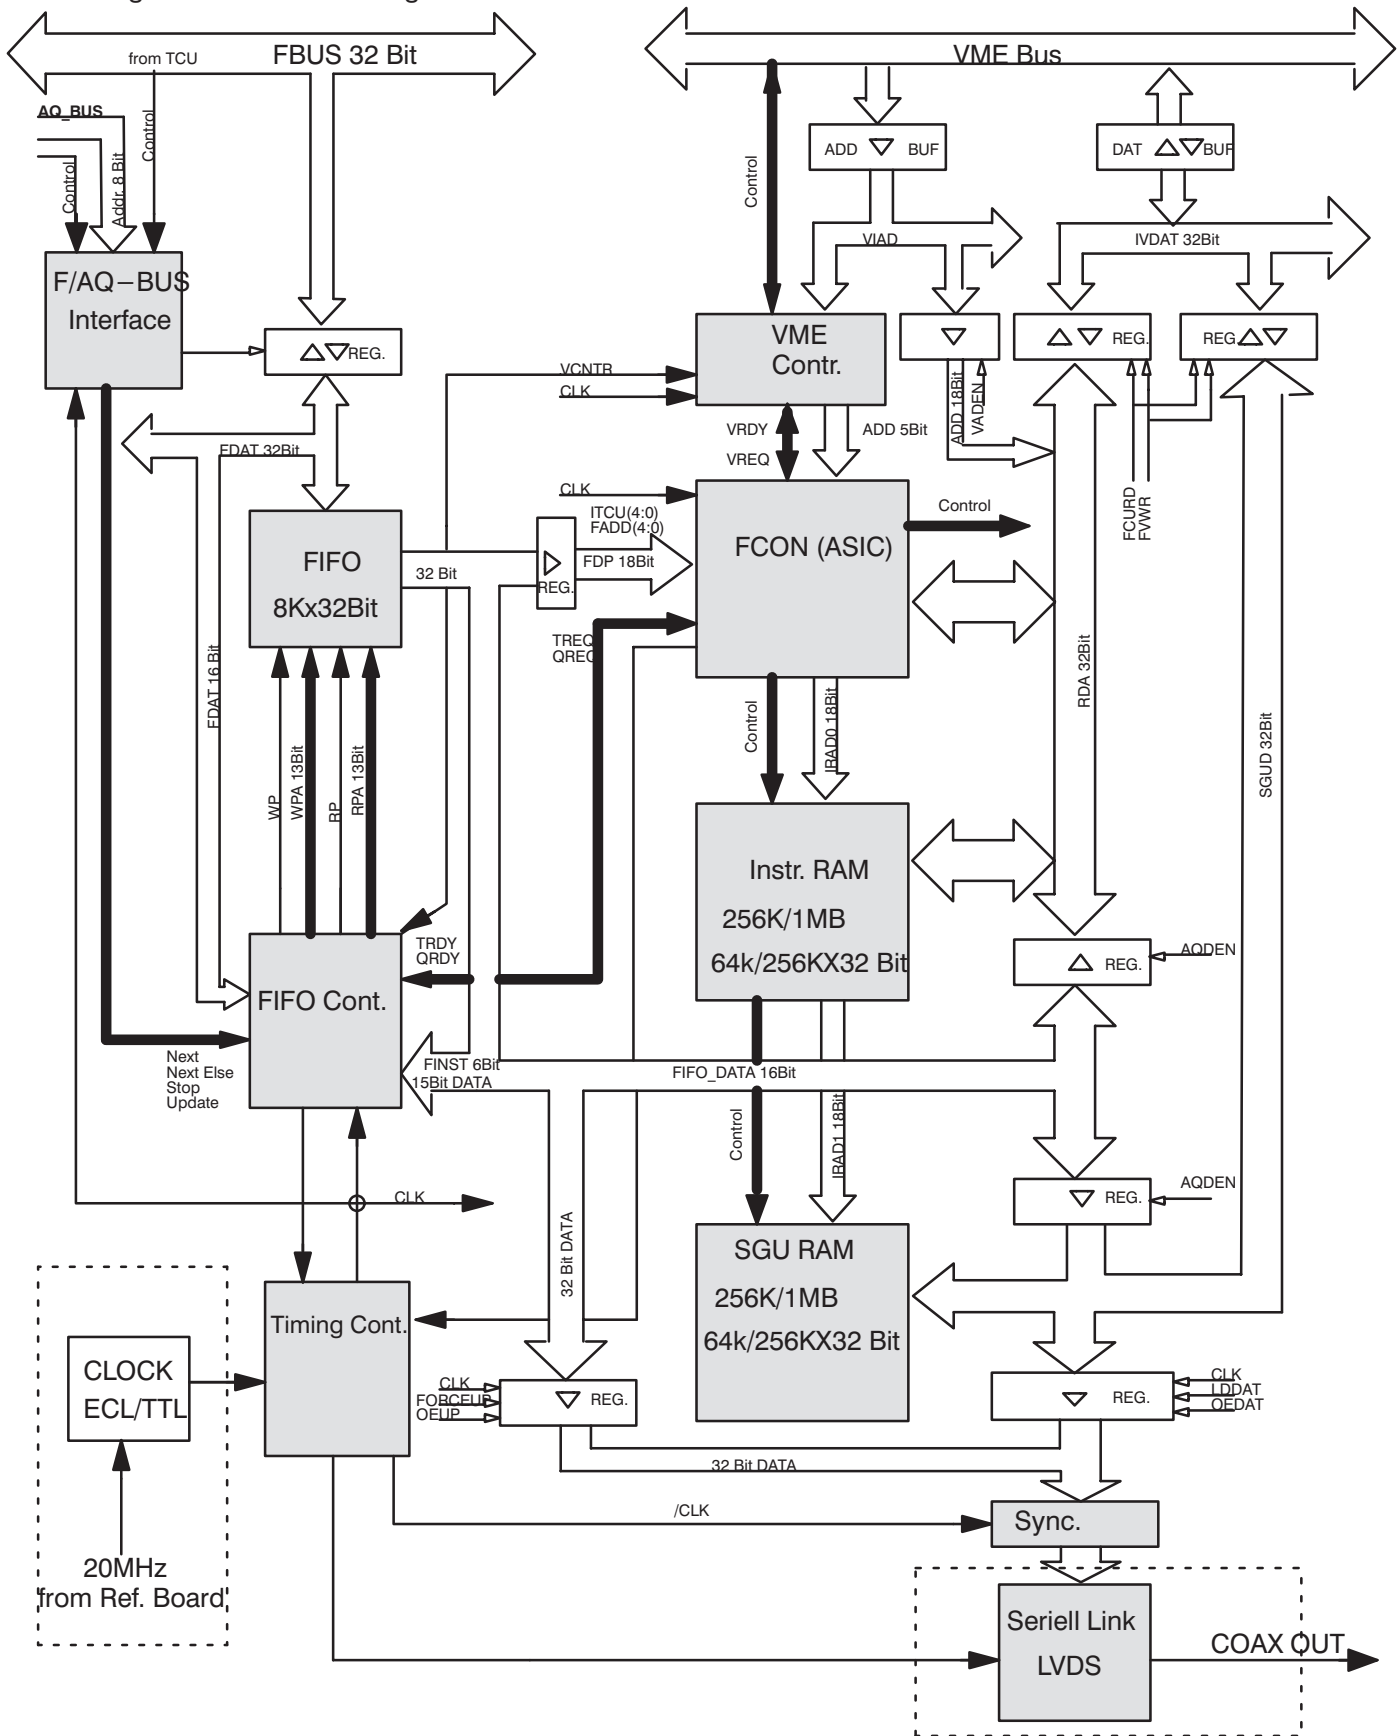 FBUS 32 Bit
from TCU
VME Bus
AQ_BUS
Control
Addr. 8 Bit
Control
ADD
BUF
DAT
BUF
Control
VIAD
IVDAT 32Bit
F/AQ–BUS
Interface
REG.
VME
Contr.
REG.
REG.
VCNTR
CLK
ADD 18Bit
VADEN
VRDY
VREQ
ADD 5Bit
FDAT 32Bit
CLK
ITCU(4:0)
FADD(4:0)
FDP 18Bit
REG.
FCON (ASIC)
Control
FCURD
FVWR
FIFO
8Kx32Bit
32 Bit
TREQ
QREQ
FDAT 16 Bit
RDA 32Bit
SGUD 32Bit
WP
WPA 13Bit
RP
RPA 13Bit
Control
IRAD0 18Bit
Instr. RAM
256K/1MB
64k/256KX32 Bit
TRDY
QRDY
REG.
AQDEN
FIFO Cont.
Next
Next Else
Stop
Update
FINST 6Bit
15Bit DATA
FIFO_DATA 16Bit
Control
IRAD1 18Bit
REG.
AQDEN
CLK
32 Bit DATA
SGU RAM
256K/1MB
64k/256KX32 Bit
Timing Cont.
CLOCK
ECL/TTL
CLK
FORCEUP
OEUP
REG.
REG.
CLK
LDDAT
OEDAT
32 Bit DATA
/CLK
Sync.
20MHz
from Ref. Board
Seriell Link
LVDS
COAX OUT